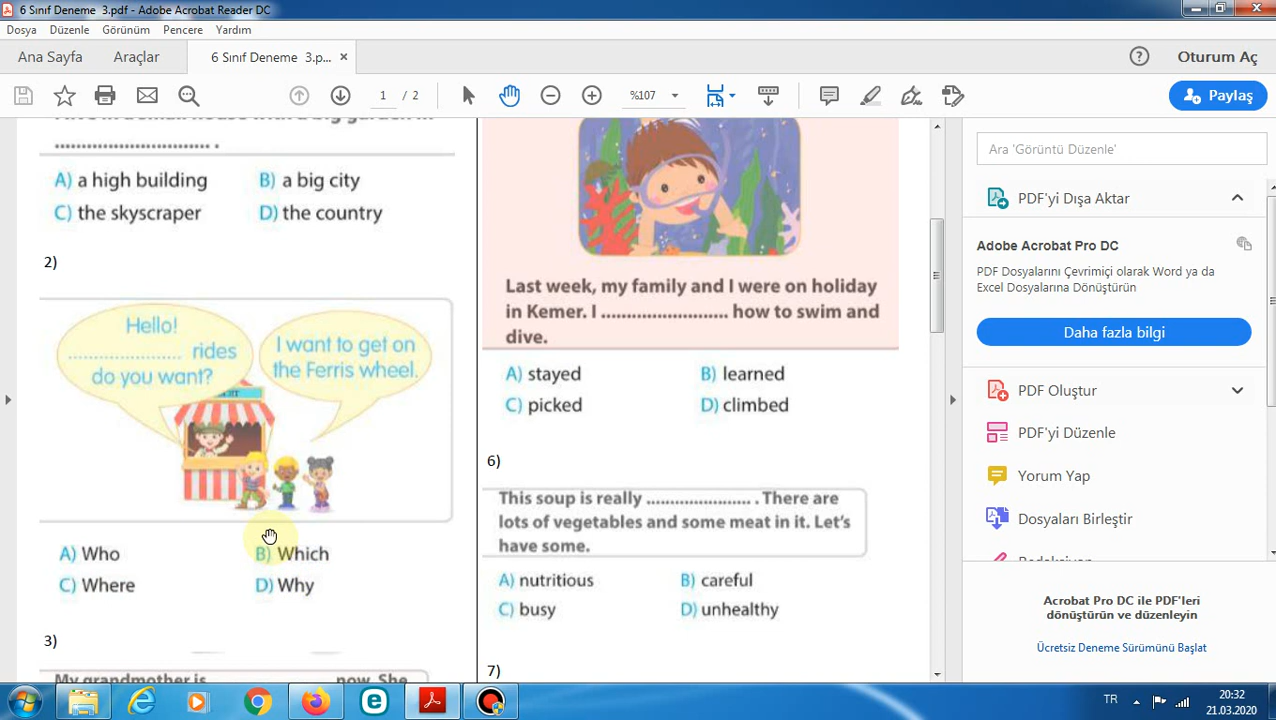 6 Sınıf Deneme 3.pdf - Adobe Acrobat Reader DC
Dosya Düzenle Görünüm Pencere Yardım
Ana Sayfa Araçlar 6 Sınıf Deneme 3.p... × ? Oturum Aç
1 / 2 %107 Paylaş
............................ .
A) a high building B) a big city
C) the skyscraper D) the country
2)
Hello!
...................... rides
do you want?
I want to get on
the Ferris wheel.
A) Who B) Which
C) Where D) Why
3)
My grandmother is now. She
Last week, my family and I were on holiday
in Kemer. I .......................... how to swim and
dive.
A) stayed B) learned
C) picked D) climbed
6)
This soup is really ...................... . There are
lots of vegetables and some meat in it. Let's
have some.
A) nutritious B) careful
C) busy D) unhealthy
7)
Ara 'Görüntü Düzenle'
PDF'yi Dışa Aktar
Adobe Acrobat Pro DC
PDF Dosyalarını Çevrimiçi olarak Word ya da
Excel Dosyalarına Dönüştürün
Daha fazla bilgi
PDF Oluştur
PDF'yi Düzenle
Yorum Yap
Dosyaları Birleştir
Redaksiyon
Acrobat Pro DC ile PDF'leri
dönüştürün ve düzenleyin
Ücretsiz Deneme Sürümünü Başlat
TR 20:32
21.03.2020